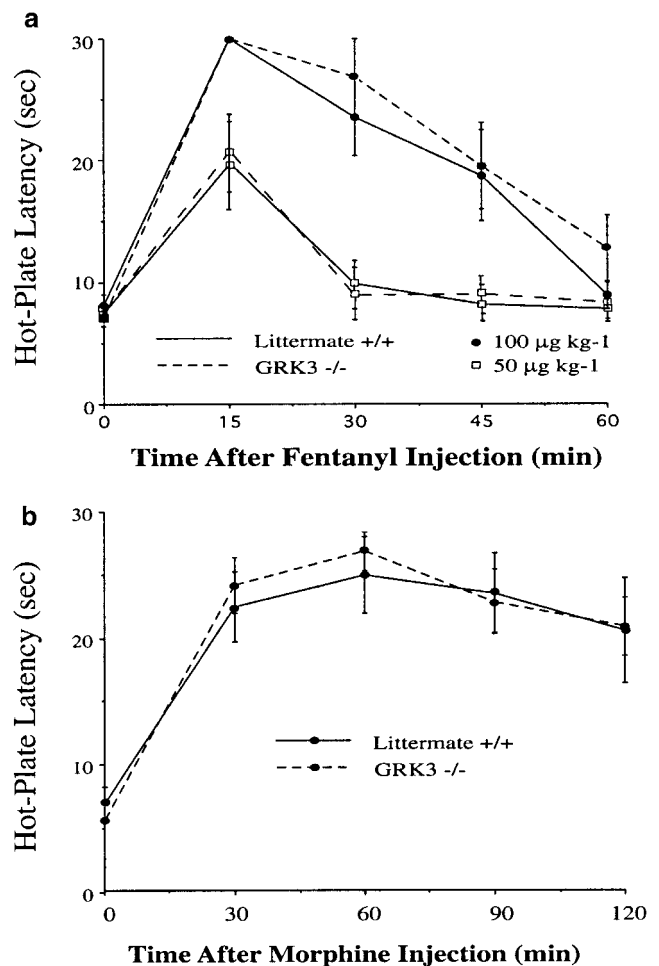 a
30
20
10
0
Hot-Plate Latency (sec)
Littermate +/+
GRK3 -/-
100 µg kg-1
50 µg kg-1
0 15 30 45 60
Time After Fentanyl Injection (min)
b
30
20
10
0
Hot-Plate Latency (sec)
Littermate +/+
GRK3 -/-
0 30 60 90 120
Time After Morphine Injection (min)